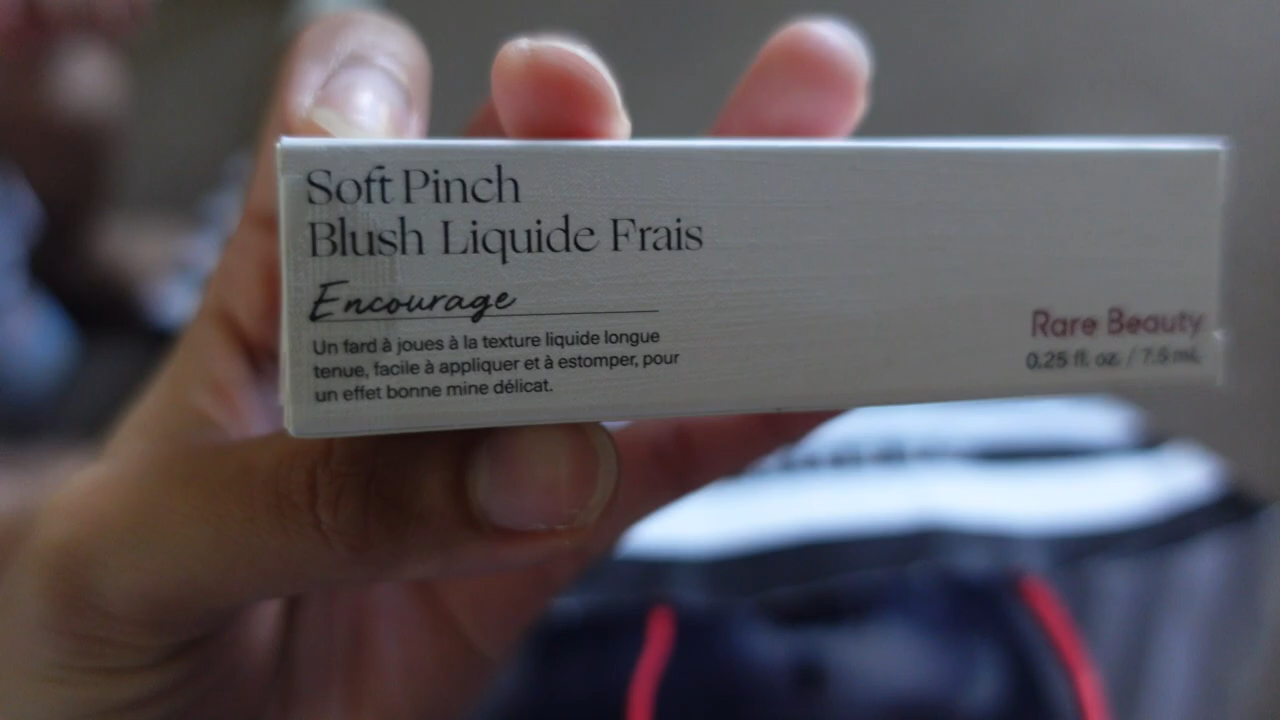 Soft Pinch
Blush Liquide Frais
Encourage
Un fard à joues à la texture liquide longue
tenue, facile à appliquer et à estomper, pour
un effet bonne mine délicat.
Rare Beauty
0.25 fl. oz. / 7.5 mL